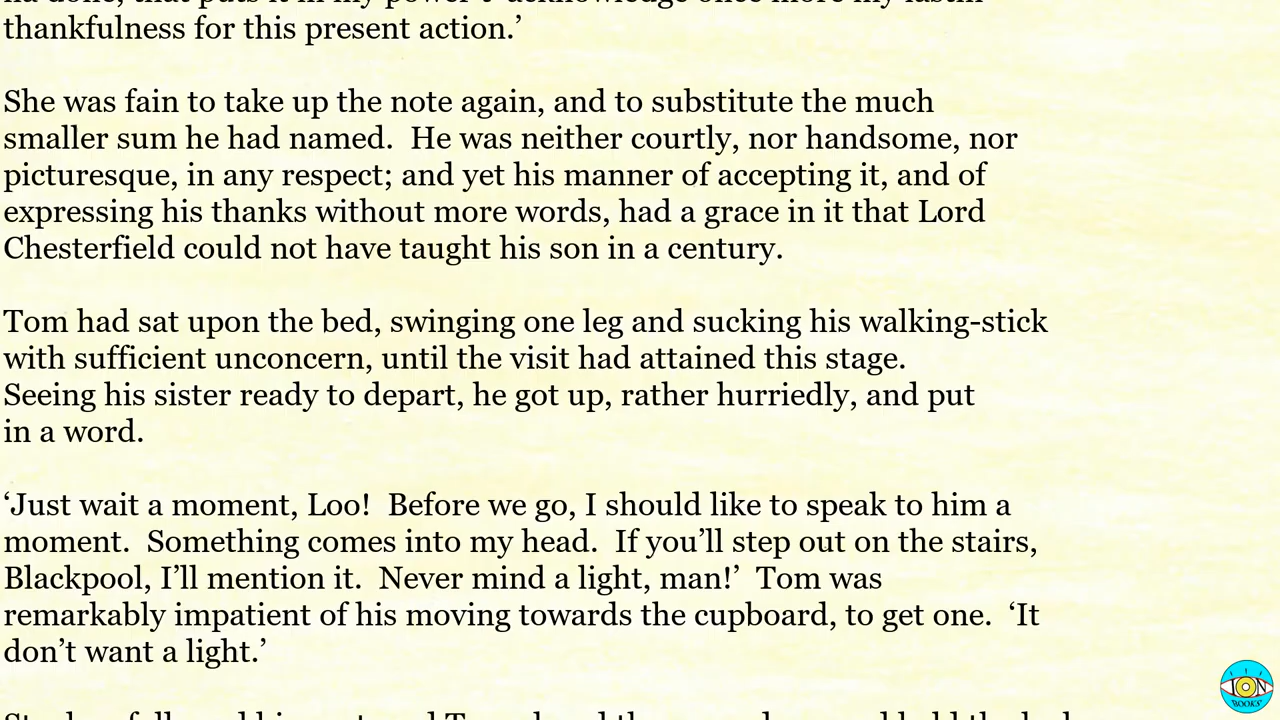 thankfulness for this present action.’
She was fain to take up the note again, and to substitute the much
smaller sum he had named.  He was neither courtly, nor handsome, nor
picturesque, in any respect; and yet his manner of accepting it, and of
expressing his thanks without more words, had a grace in it that Lord
Chesterfield could not have taught his son in a century.
Tom had sat upon the bed, swinging one leg and sucking his walking-stick
with sufficient unconcern, until the visit had attained this stage.
Seeing his sister ready to depart, he got up, rather hurriedly, and put
in a word.
‘Just wait a moment, Loo!  Before we go, I should like to speak to him a
moment.  Something comes into my head.  If you’ll step out on the stairs,
Blackpool, I’ll mention it.  Never mind a light, man!’  Tom was
remarkably impatient of his moving towards the cupboard, to get one.  ‘It
don’t want a light.’
ION
BOOKS